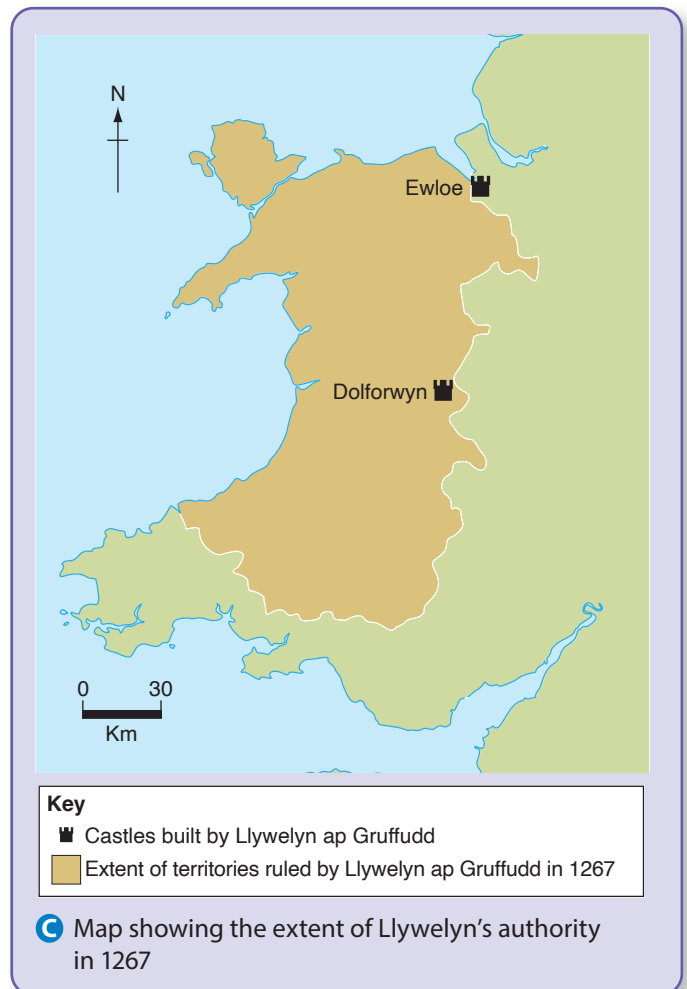 N
Ewloe
Dolforwyn
0 30
Km
Key
Castles built by Llywelyn ap Gruffudd
Extent of territories ruled by Llywelyn ap Gruffudd in 1267
C Map showing the extent of Llywelyn’s authority
in 1267